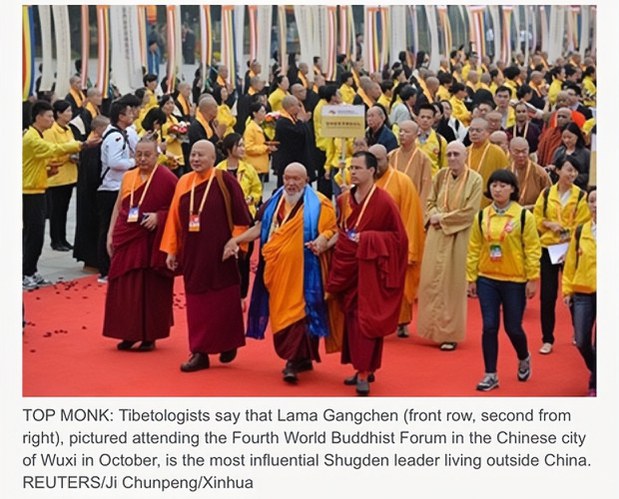 TOP MONK: Tibetologists say that Lama Gangchen (front row, second from
right), pictured attending the Fourth World Buddhist Forum in the Chinese city
of Wuxi in October, is the most influential Shugden leader living outside China.
REUTERS/Ji Chunpeng/Xinhua